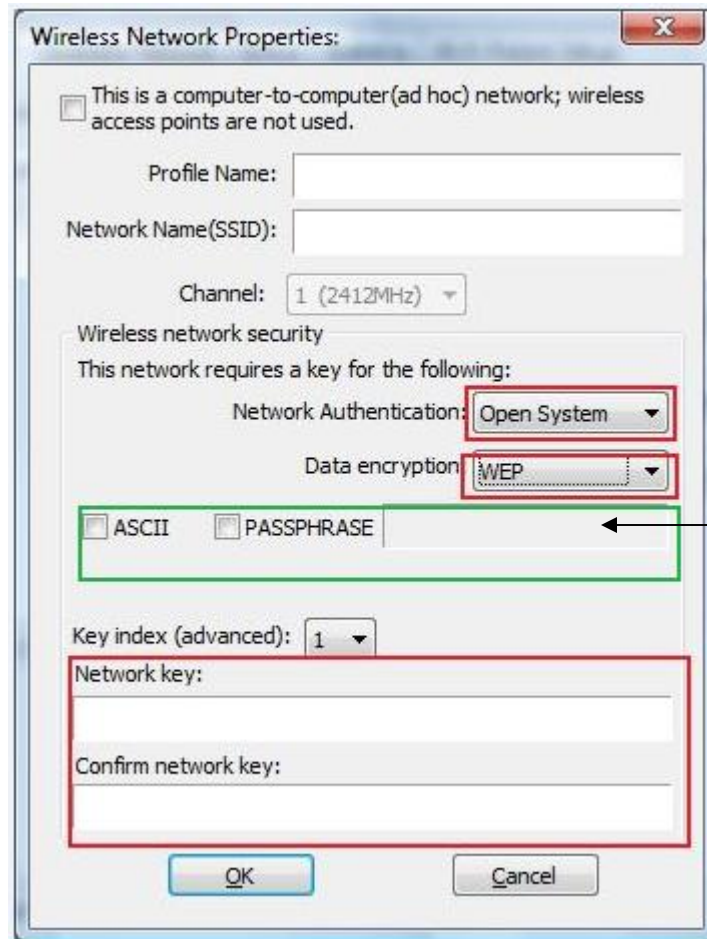 Wireless Network Properties:
This is a computer-to-computer(ad hoc) network; wireless
access points are not used.
Profile Name:
Network Name(SSID):
Channel: 1 (2412MHz)
Wireless network security
This network requires a key for the following:
Network Authentication: Open System
Data encryption WEP
ASCII PASSPHRASE
Key index (advanced): 1
Network key:
Confirm network key:
OK Cancel